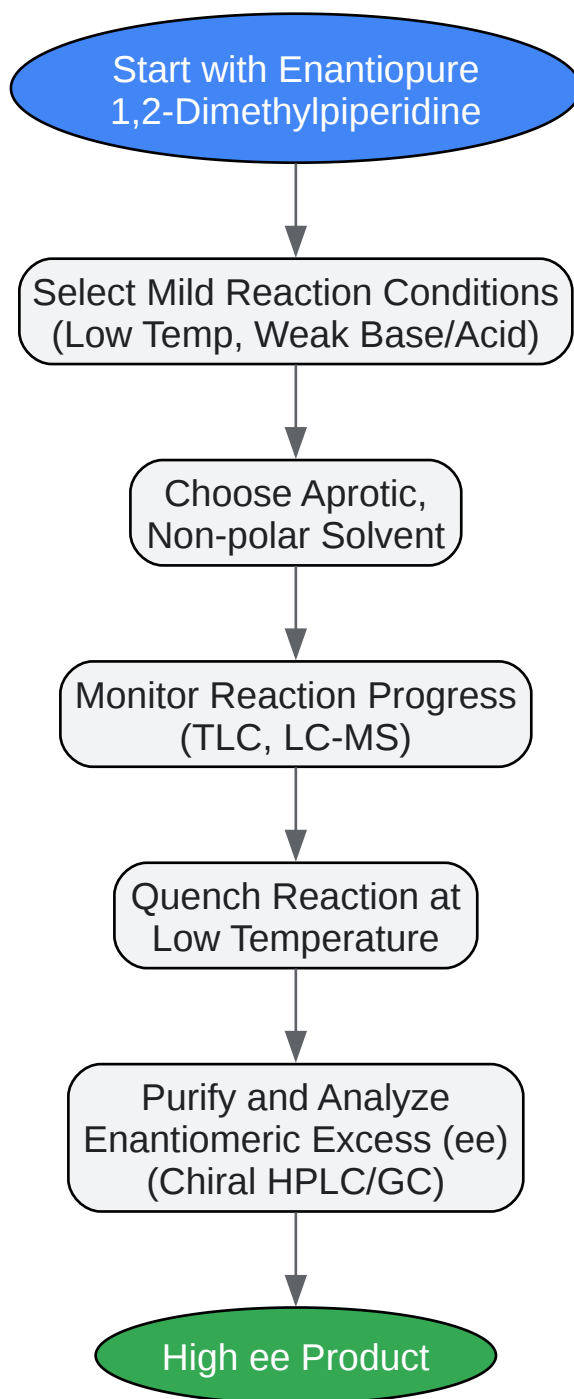 Start with Enantiopure
1,2-Dimethylpiperidine
Select Mild Reaction Conditions
(Low Temp, Weak Base/Acid)
Choose Aprotic,
Non-polar Solvent
Monitor Reaction Progress
(TLC, LC-MS)
Quench Reaction at
Low Temperature
Purify and Analyze
Enantiomeric Excess (ee)
(Chiral HPLC/GC)
High ee Product